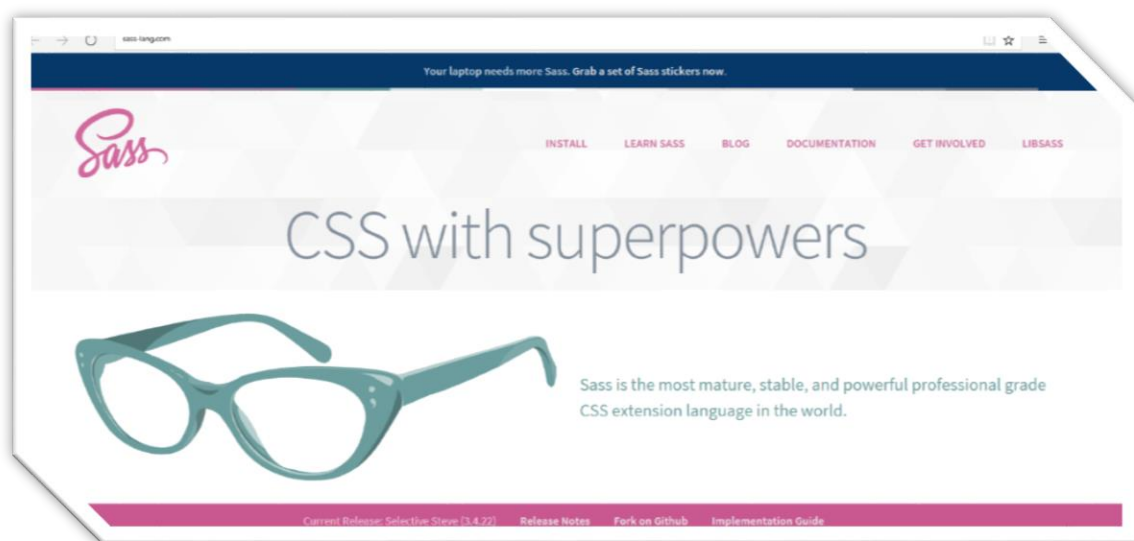 sass-lang.com
Your laptop needs more Sass. Grab a set of Sass stickers now.
Sass
INSTALL LEARN SASS BLOG DOCUMENTATION GET INVOLVED LIBSASS
CSS with superpowers
Sass is the most mature, stable, and powerful professional grade
CSS extension language in the world.
Current Release: Selective Steve (3.4.22) Release Notes Fork on Github Implementation Guide